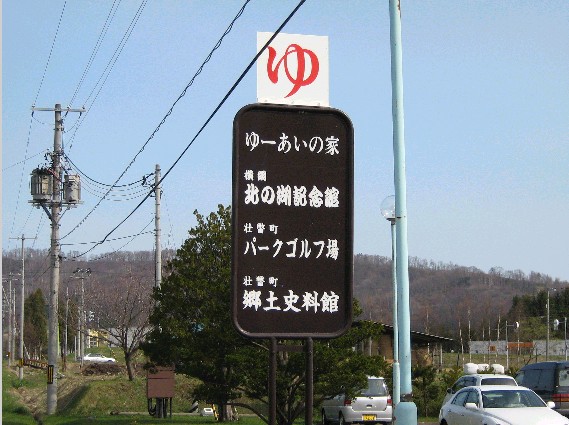 ゆ
ゆーあいの家
横綱
北の湖記念館
壮瞥町
パークゴルフ場
壮瞥町
郷土史料館